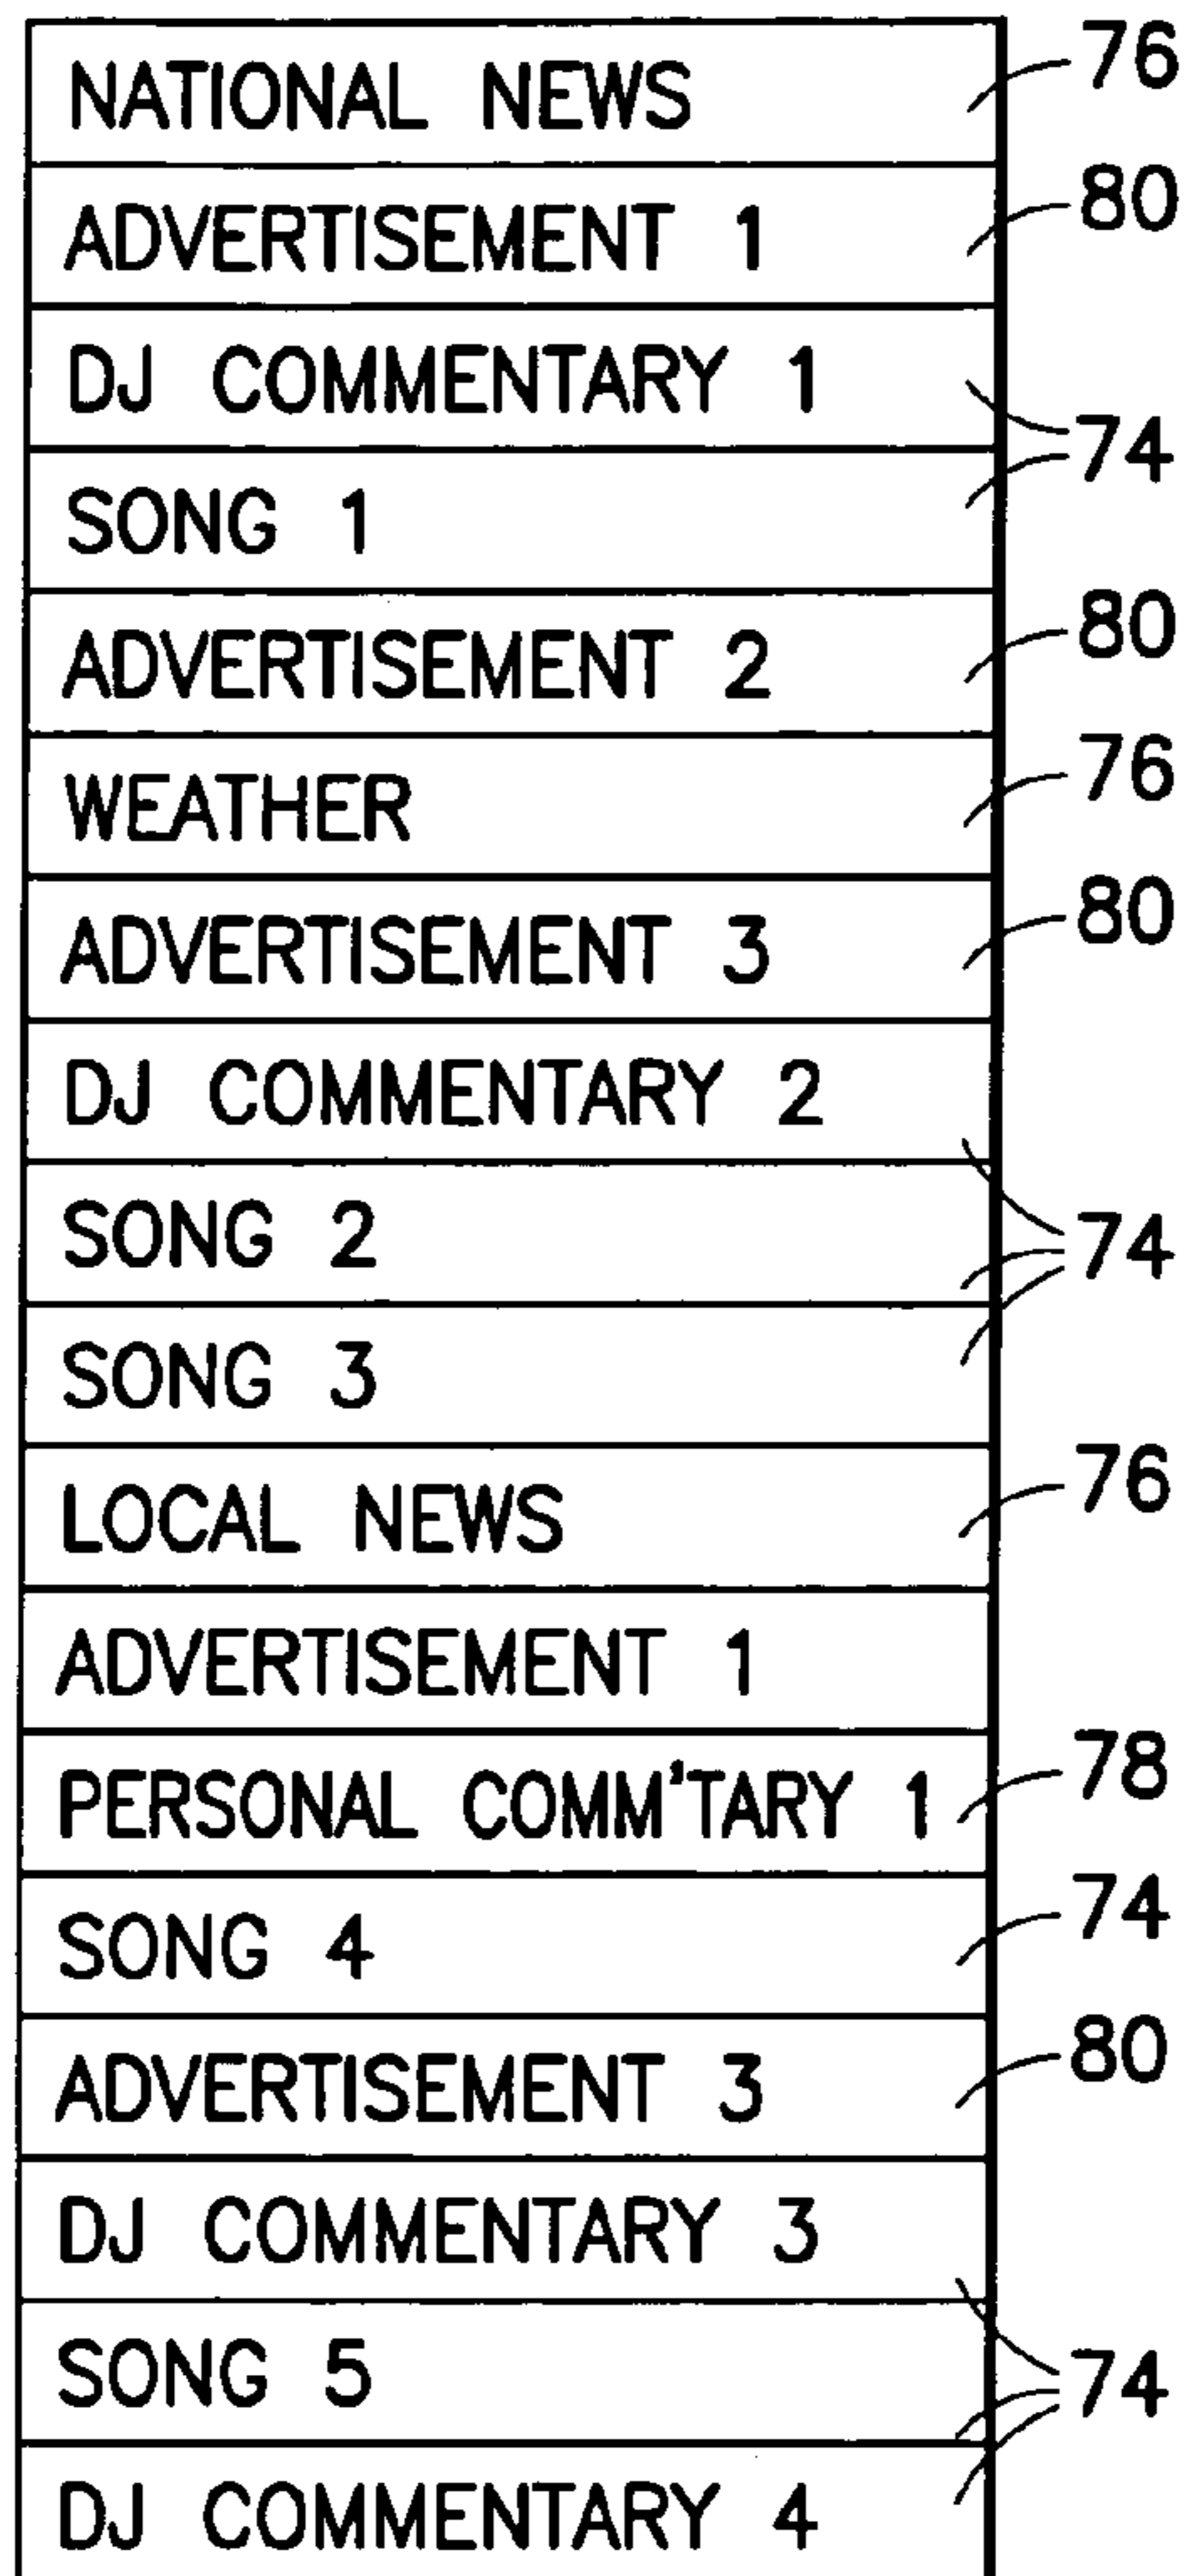 NATIONAL NEWS 76
ADVERTISEMENT 1 80
DJ COMMENTARY 1
74
SONG 1
ADVERTISEMENT 2 80
WEATHER 76
ADVERTISEMENT 3 80
DJ COMMENTARY 2
SONG 2 74
SONG 3
LOCAL NEWS 76
ADVERTISEMENT 1
PERSONAL COMM'TARY 1 78
SONG 4 74
ADVERTISEMENT 3 80
DJ COMMENTARY 3
SONG 5 74
DJ COMMENTARY 4